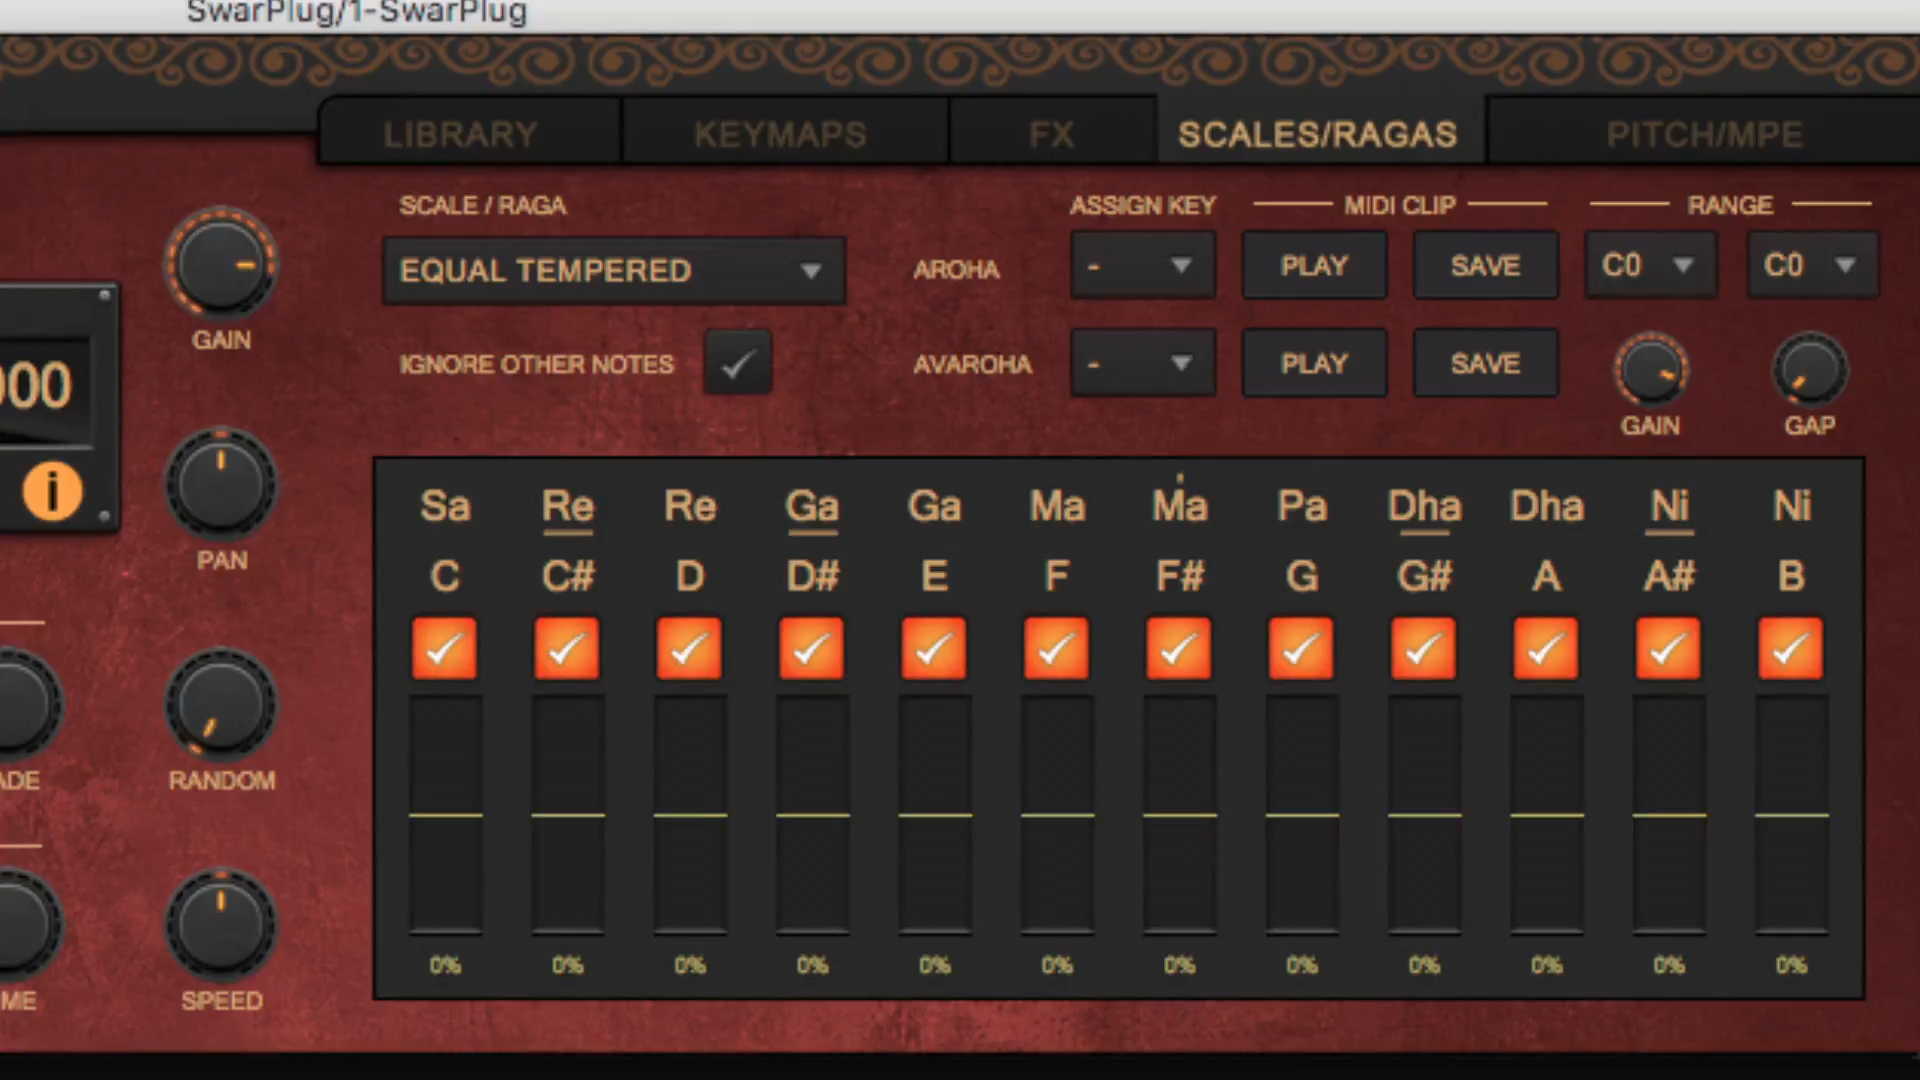 SwarPlug/1-SwarPlug
LIBRARY KEYMAPS FX SCALES/RAGAS PITCH/MPE
SCALE / RAGA ASSIGN KEY MIDI CLIP RANGE
EQUAL TEMPERED AROHA - PLAY SAVE C0 C0
GAIN
IGNORE OTHER NOTES AVAROHA - PLAY SAVE
000
GAIN GAP
i
Sa Re Re Ga Ga Ma Ṁa Pa Dha Dha Ni Ni
PAN
C C# D D# E F F# G G# A A# B
ADE RANDOM
0% 0% 0% 0% 0% 0% 0% 0% 0% 0% 0% 0%
ME SPEED